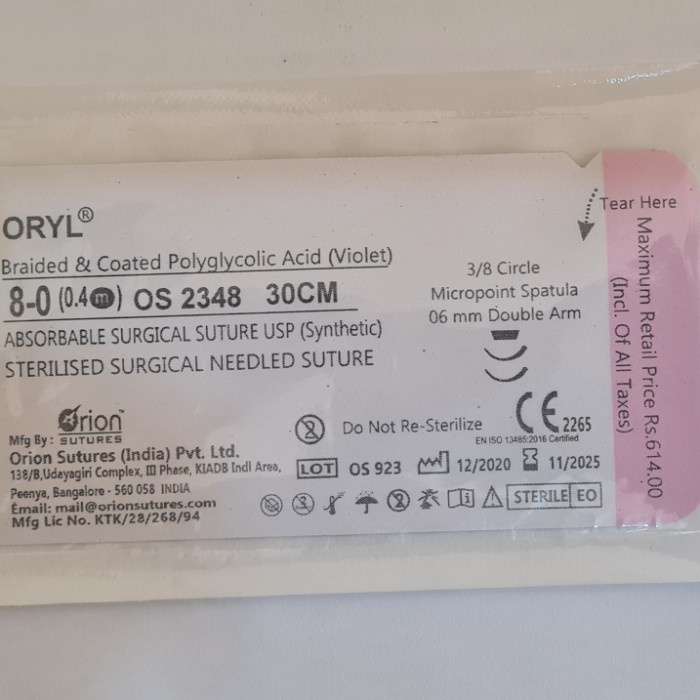 ORYL®
Braided & Coated Polyglycolic Acid (Violet)
8-0 (0.4 m) OS 2348 30CM
ABSORBABLE SURGICAL SUTURE USP (Synthetic)
STERILISED SURGICAL NEEDLED SUTURE
3/8 Circle
Micropoint Spatula
06 mm Double Arm
Tear Here
Maximum Retail Price Rs.614.00
(Incl. Of All Taxes)
Orion™
Mfg By : SUTURES
Orion Sutures (India) Pvt. Ltd.
138/B,Udayagiri Complex, III Phase, KIADB Indl Area,
Peenya, Bangalore - 560 058 INDIA
Email: mail@orionsutures.com
Mfg Lic No. KTK/28/268/94
2 Do Not Re-Sterilize
CE 2265
EN ISO 13485:2016 Certified
LOT OS 923 12/2020 11/2025
STERILE EO